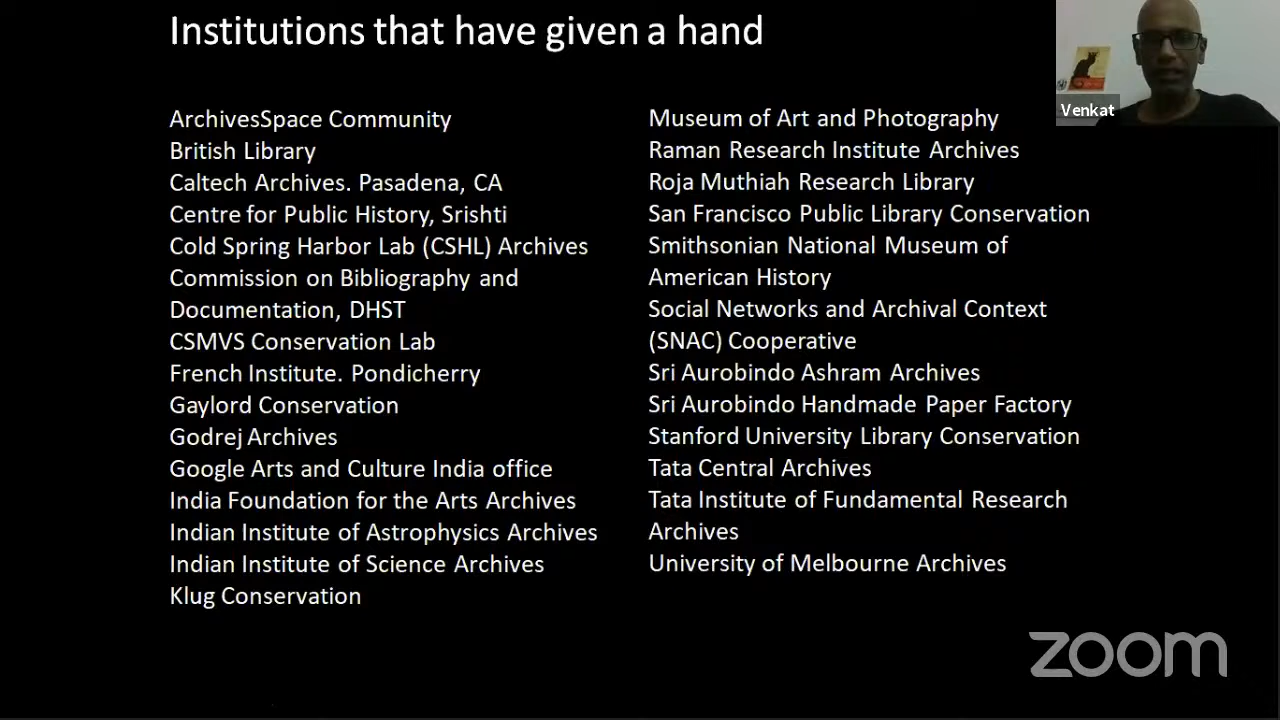 Institutions that have given a hand
ArchivesSpace Community
British Library
Caltech Archives. Pasadena, CA
Centre for Public History, Srishti
Cold Spring Harbor Lab (CSHL) Archives
Commission on Bibliography and
Documentation, DHST
CSMVS Conservation Lab
French Institute. Pondicherry
Gaylord Conservation
Godrej Archives
Google Arts and Culture India office
India Foundation for the Arts Archives
Indian Institute of Astrophysics Archives
Indian Institute of Science Archives
Klug Conservation
Museum of Art and Photography
Raman Research Institute Archives
Roja Muthiah Research Library
San Francisco Public Library Conservation
Smithsonian National Museum of
American History
Social Networks and Archival Context
(SNAC) Cooperative
Sri Aurobindo Ashram Archives
Sri Aurobindo Handmade Paper Factory
Stanford University Library Conservation
Tata Central Archives
Tata Institute of Fundamental Research
Archives
University of Melbourne Archives
Venkat
zoom